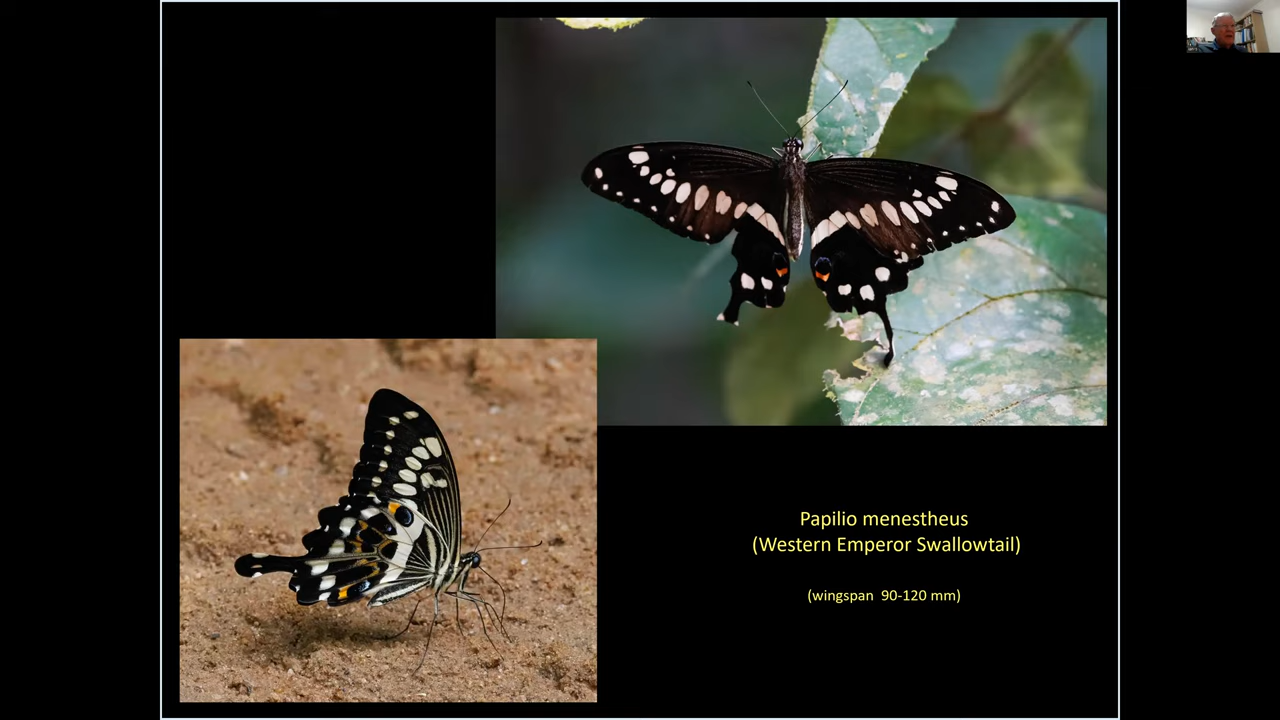 Papilio menestheus
(Western Emperor Swallowtail)
(wingspan 90-120 mm)